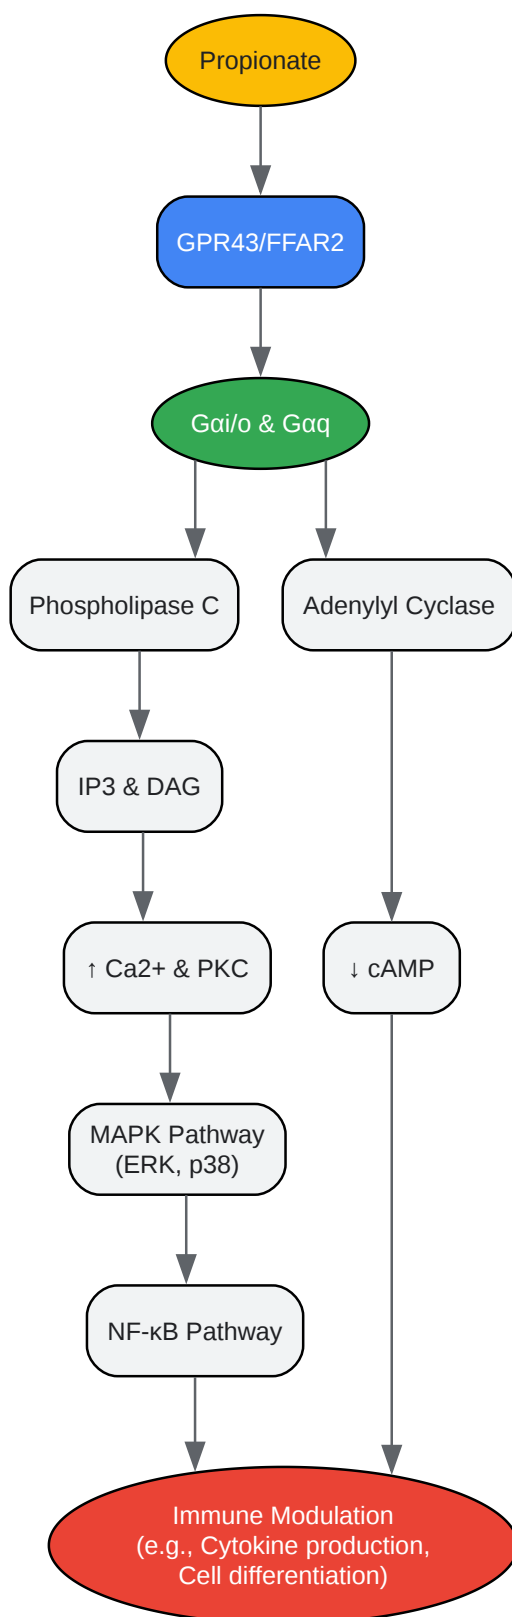 Propionate
GPR43/FFAR2
Gαi/o & Gαq
Phospholipase C
Adenylyl Cyclase
IP3 & DAG
↑ Ca2+ & PKC
↓ cAMP
MAPK Pathway
(ERK, p38)
NF-κB Pathway
Immune Modulation
(e.g., Cytokine production,
Cell differentiation)